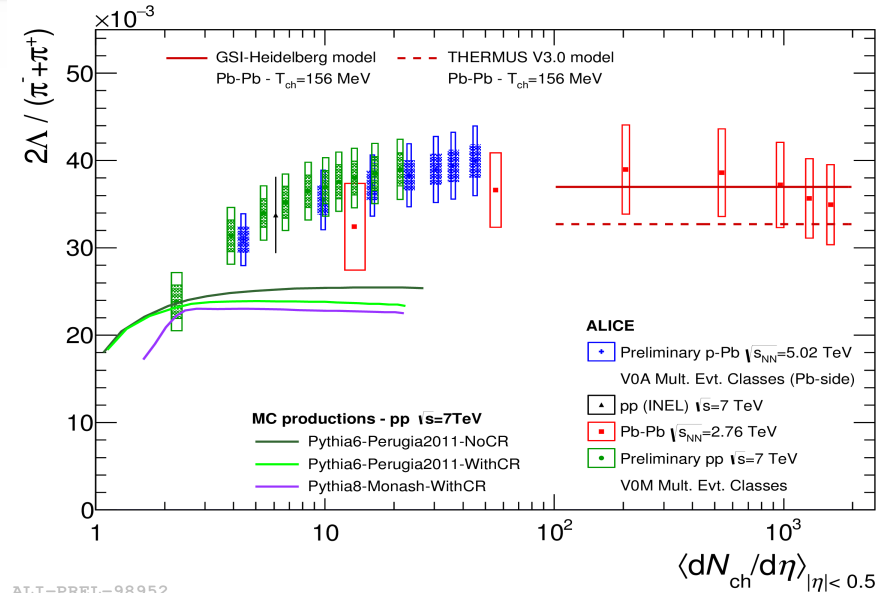 ×10⁻³
2Λ / (π⁻+π⁺)
50
40
30
20
10
0
GSI-Heidelberg model
Pb-Pb - T_ch=156 MeV
THERMUS V3.0 model
Pb-Pb - T_ch=156 MeV
ALICE
Preliminary p-Pb √s_NN=5.02 TeV
V0A Mult. Evt. Classes (Pb-side)
pp (INEL) √s=7 TeV
Pb-Pb √s_NN=2.76 TeV
Preliminary pp √s=7 TeV
V0M Mult. Evt. Classes
MC productions - pp √s=7TeV
Pythia6-Perugia2011-NoCR
Pythia6-Perugia2011-WithCR
Pythia8-Monash-WithCR
1
10
10²
10³
⟨dN_ch/dη⟩_|η|< 0.5
ALI-PREL-98952